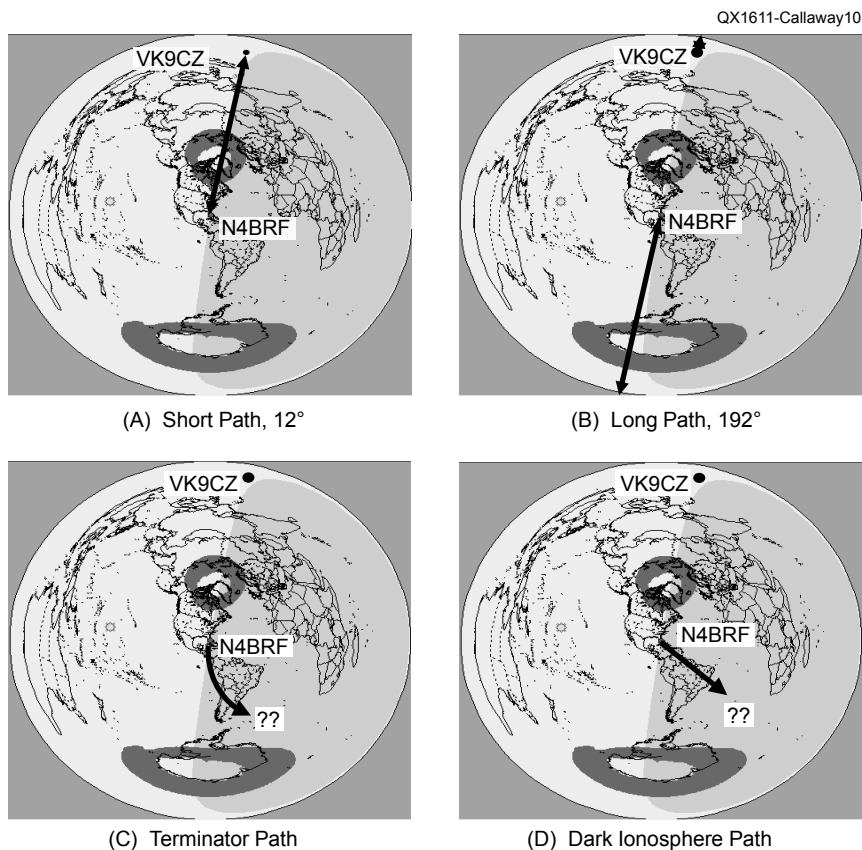 QX1611-Callaway10
VK9CZ
N4BRF
(A) Short Path, 12°
VK9CZ
N4BRF
(B) Long Path, 192°
VK9CZ
N4BRF
??
(C) Terminator Path
VK9CZ
N4BRF
??
(D) Dark Ionosphere Path